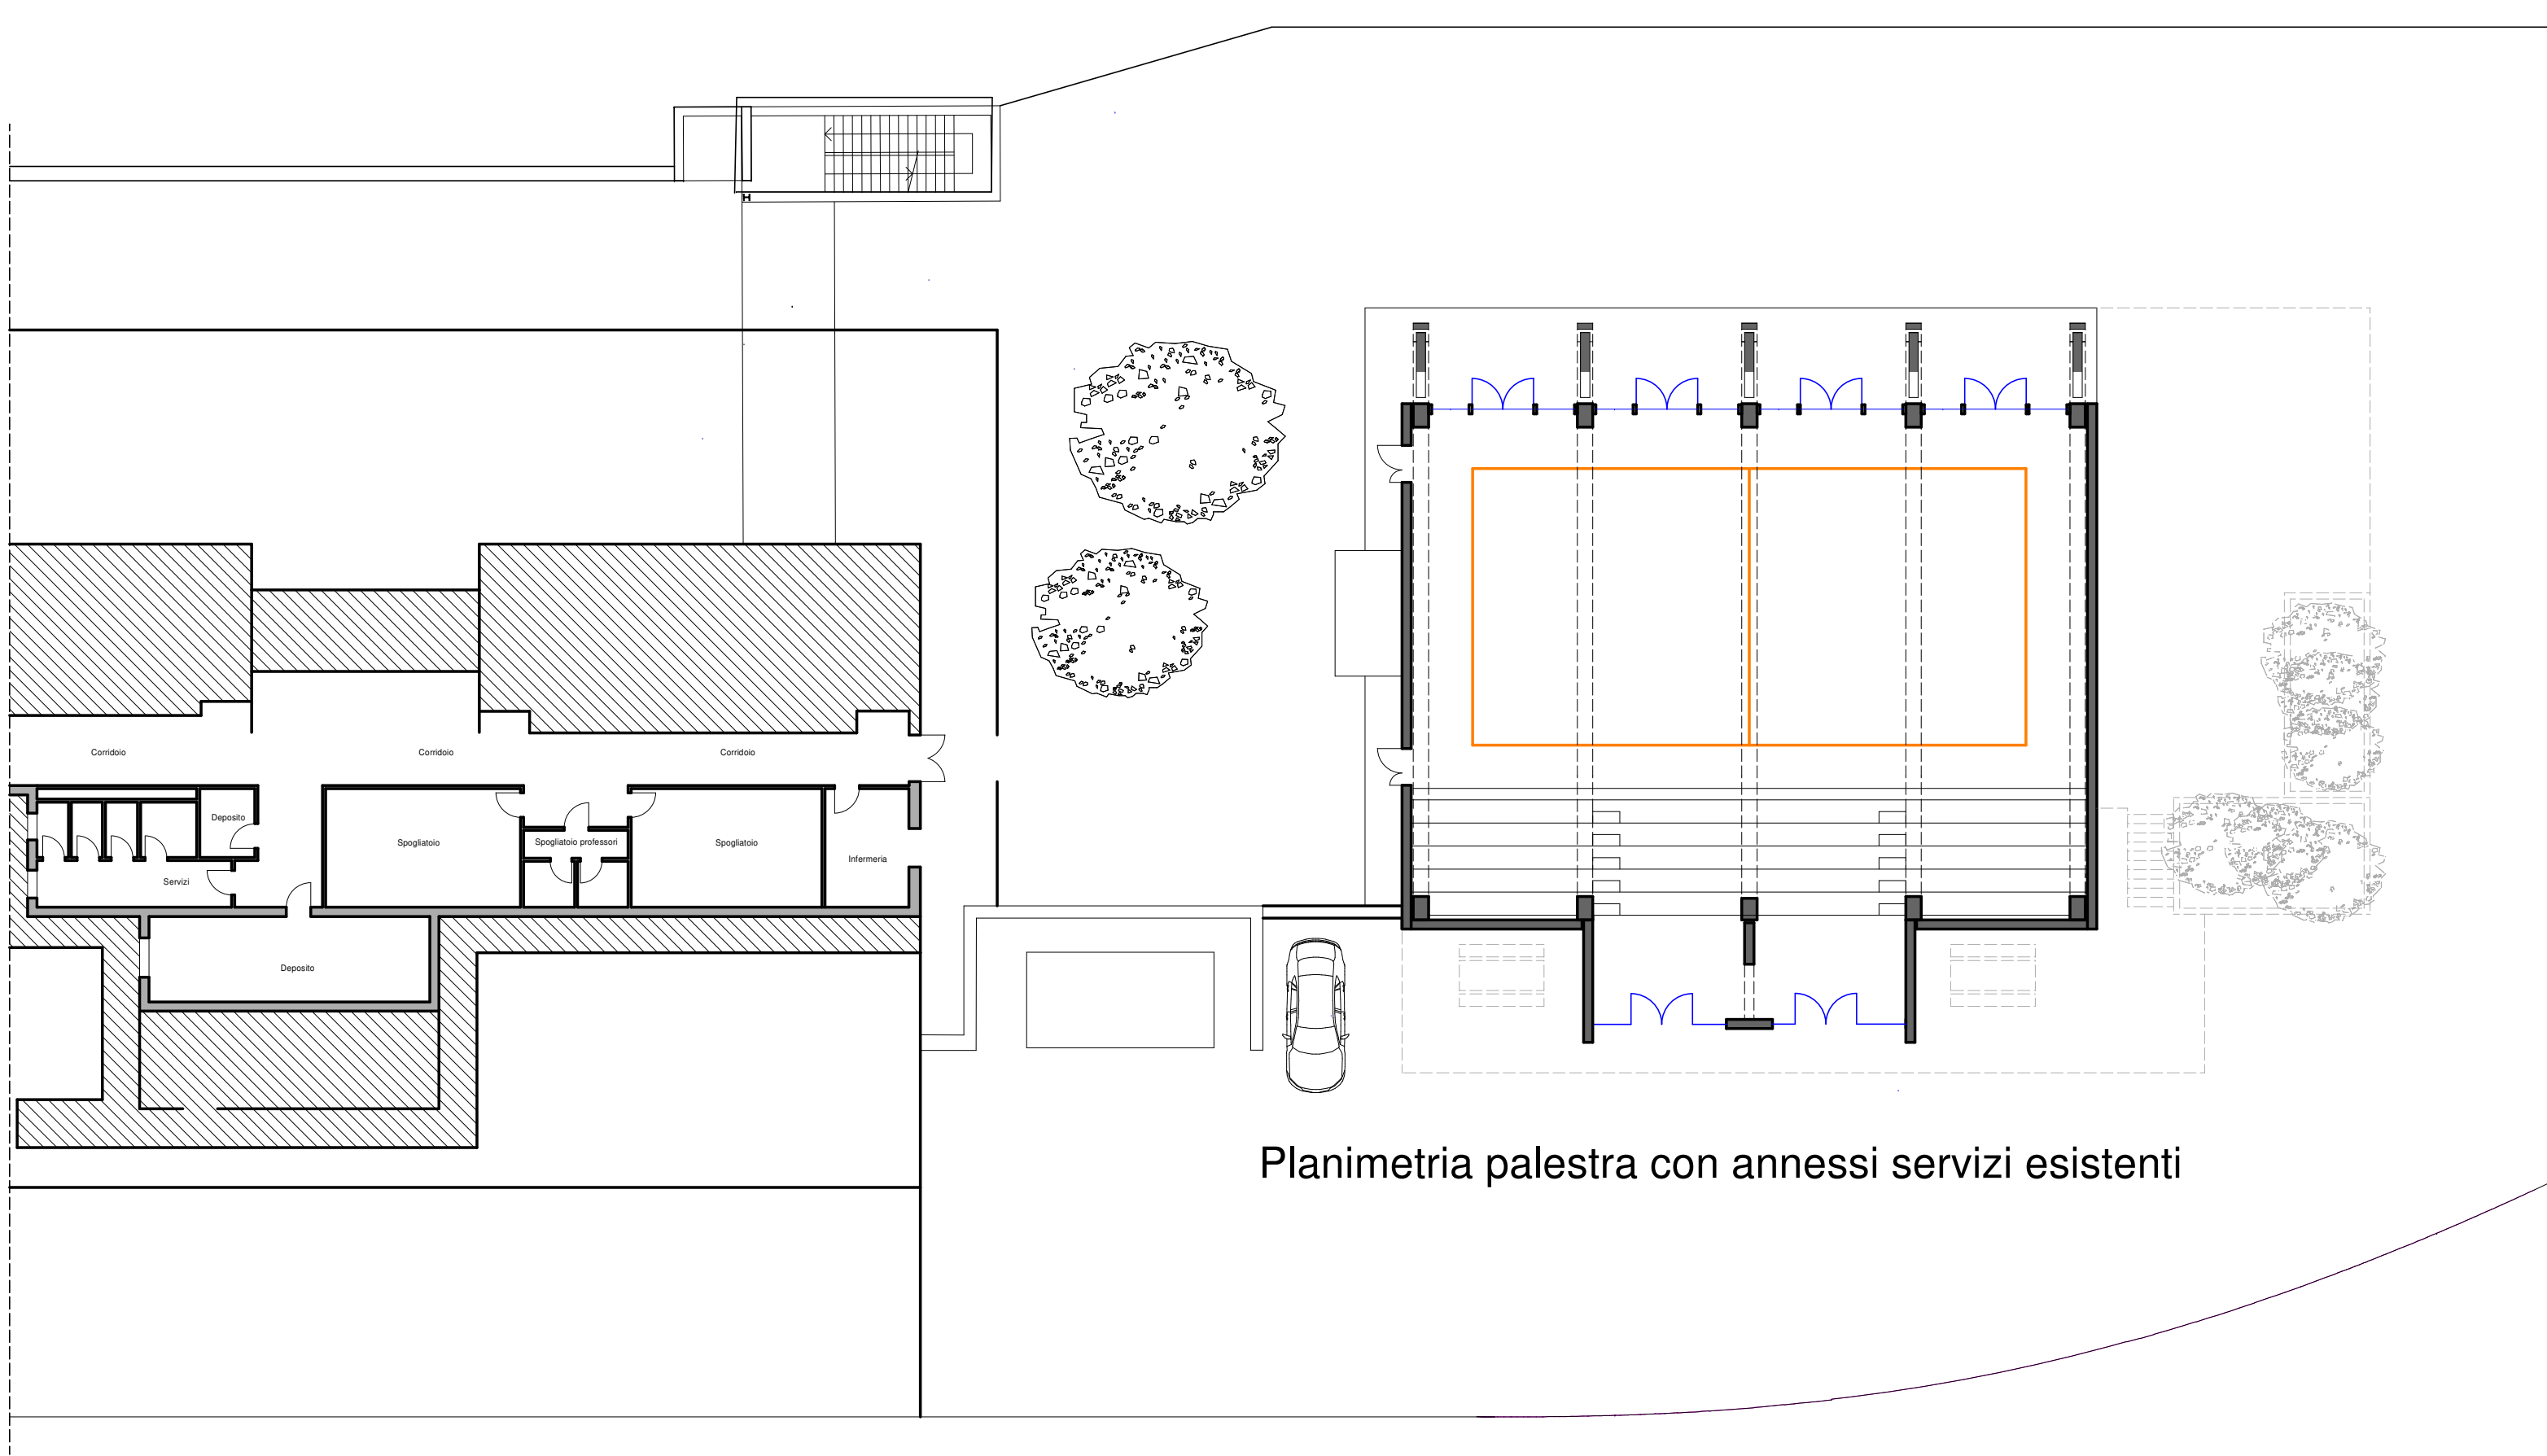 Corridoio
Corridoio
Corridoio
Deposito
Spogliatoio
Spogliatoio professori
Spogliatoio
Infermeria
Servizi
Deposito
Planimetria palestra con annessi servizi esistenti